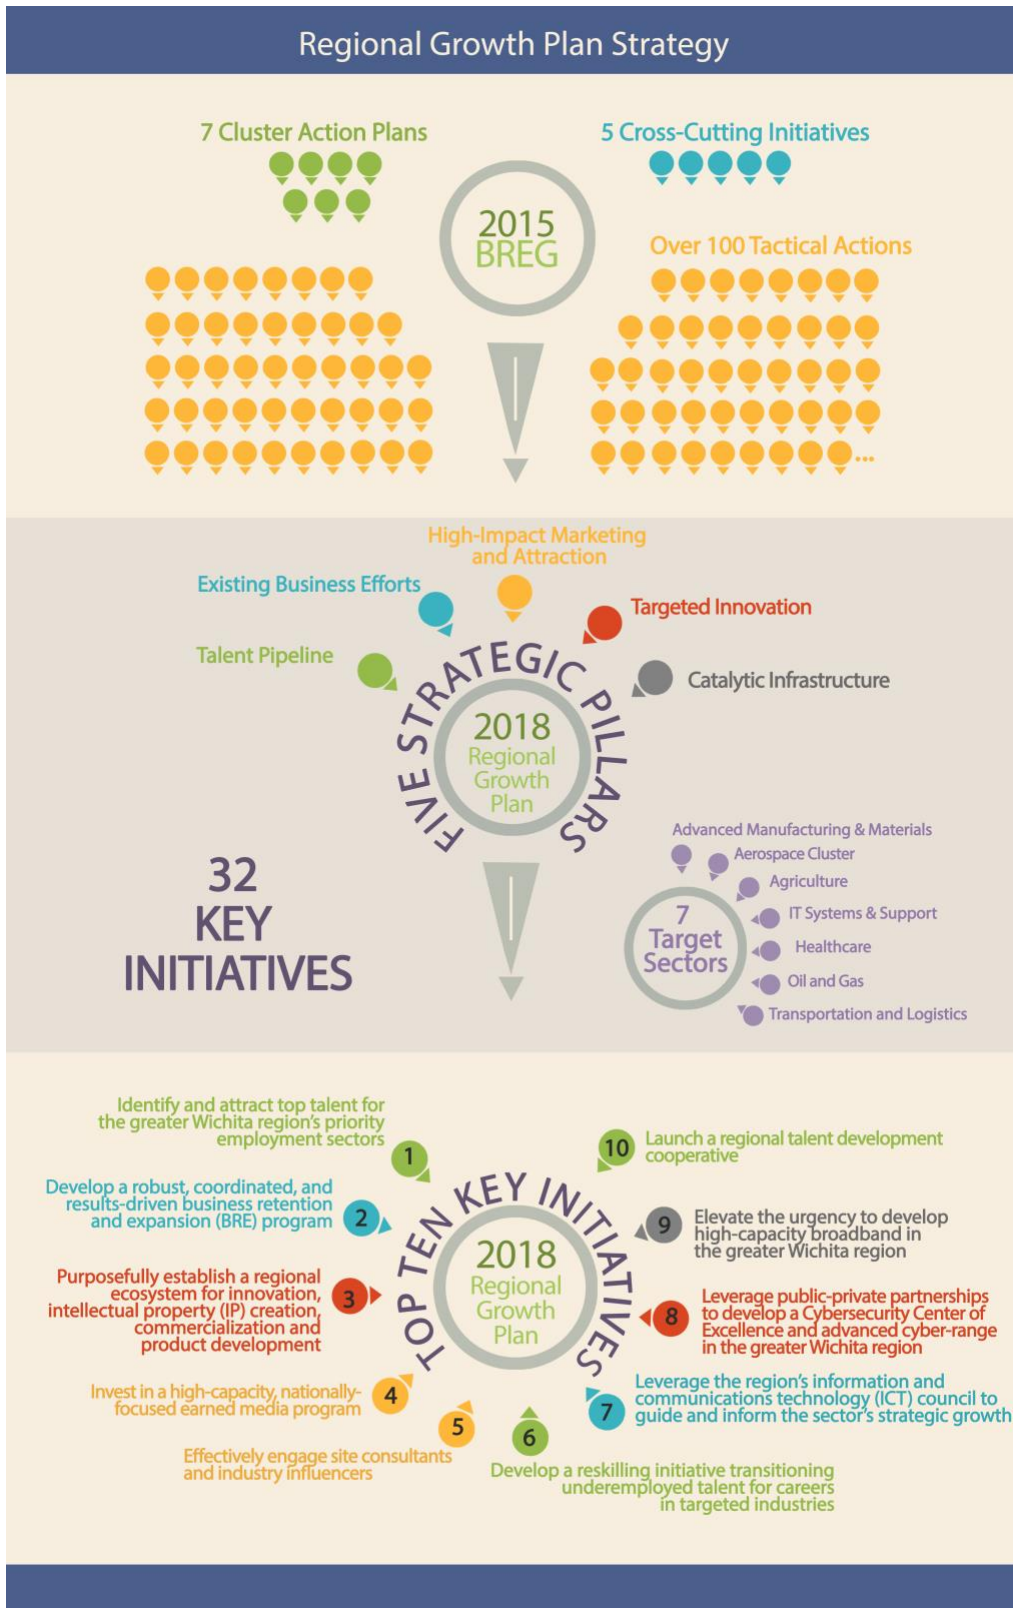 Regional Growth Plan Strategy
7 Cluster Action Plans
5 Cross-Cutting Initiatives
2015
BREG
Over 100 Tactical Actions
...
High-Impact Marketing
and Attraction
Existing Business Efforts
Targeted Innovation
Talent Pipeline
Catalytic Infrastructure
FIVE STRATEGIC PILLARS
2018
Regional
Growth
Plan
32
KEY
INITIATIVES
7
Target
Sectors
Advanced Manufacturing & Materials
Aerospace Cluster
Agriculture
IT Systems & Support
Healthcare
Oil and Gas
Transportation and Logistics
TOP TEN KEY INITIATIVES
2018
Regional
Growth
Plan
1
Identify and attract top talent for
the greater Wichita region's priority
employment sectors
2
Develop a robust, coordinated, and
results-driven business retention
and expansion (BRE) program
3
Purposefully establish a regional
ecosystem for innovation,
intellectual property (IP) creation,
commercialization and
product development
4
Invest in a high-capacity, nationally-
focused earned media program
5
Effectively engage site consultants
and industry influencers
6
Develop a reskilling initiative transitioning
underemployed talent for careers
in targeted industries
7
Leverage the region's information and
communications technology (ICT) council to
guide and inform the sector's strategic growth
8
Leverage public-private partnerships
to develop a Cybersecurity Center of
Excellence and advanced cyber-range
in the greater Wichita region
9
Elevate the urgency to develop
high-capacity broadband in
the greater Wichita region
10
Launch a regional talent development
cooperative